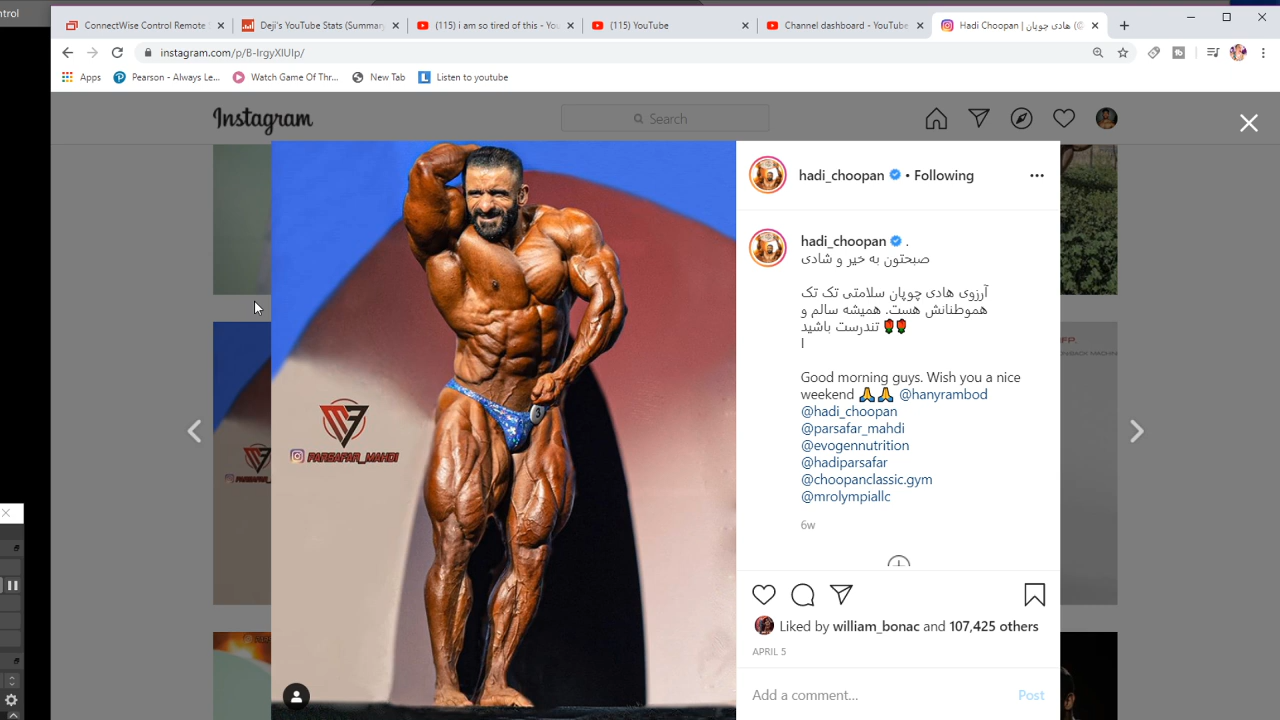 ntrol
ConnectWise Control Remote
Deji's YouTube Stats (Summar
(115) i am so tired of this - You
(115) YouTube
Channel dashboard - YouTube
Hadi Choopan | هادی چوپان (@
instagram.com/p/B-IrgyXlUIp/
Apps
Pearson - Always Le...
Watch Game Of Thr...
New Tab
Listen to youtube
Instagram
Search
hadi_choopan • Following
hadi_choopan .
صبحتون به خیر و شادی
آرزوی هادی چوپان سلامتی تک تک
هموطنانش هست. همیشه سالم و
تندرست باشید 🌹🌹
ا
Good morning guys. Wish you a nice
weekend 🙏🙏 @hanyrambod
@hadi_choopan
@parsafar_mahdi
@evogennutrition
@hadiparsafar
@choopanclassic.gym
@mrolympiallc
6w
3
PARSAFAR_MAHDI
Liked by william_bonac and 107,425 others
APRIL 5
Add a comment...
Post